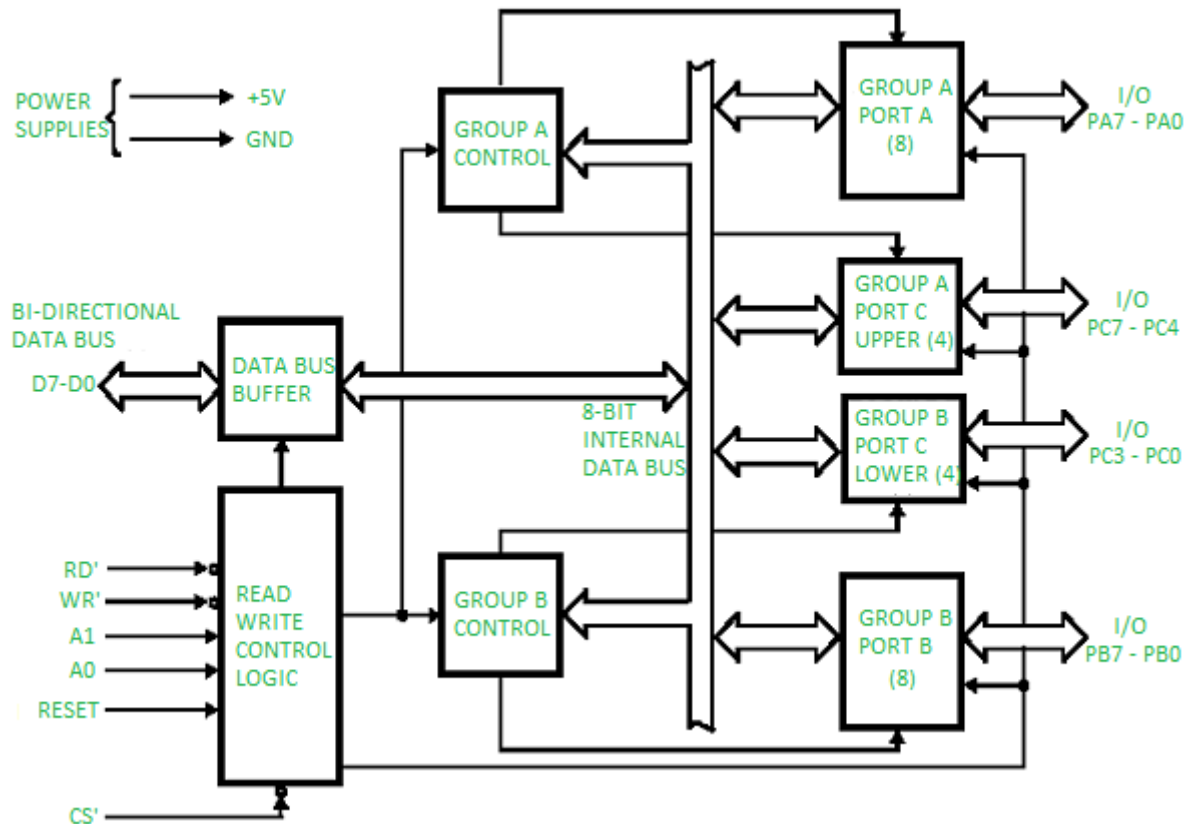 POWER
SUPPLIES
+5V
GND
GROUP A
CONTROL
GROUP A
PORT A
(8)
I/O
PA7 - PA0
GROUP A
PORT C
UPPER (4)
I/O
PC7 - PC4
BI-DIRECTIONAL
DATA BUS
D7-D0
DATA BUS
BUFFER
8-BIT
INTERNAL
DATA BUS
GROUP B
PORT C
LOWER (4)
I/O
PC3 - PC0
RD'
WR'
A1
A0
RESET
CS'
READ
WRITE
CONTROL
LOGIC
GROUP B
CONTROL
GROUP B
PORT B
(8)
I/O
PB7 - PB0